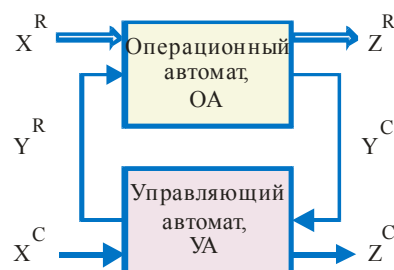 X^R
Операционный
автомат,
ОА
Z^R
Y^R
Y^C
Управляющий
автомат,
УА
X^C
Z^C